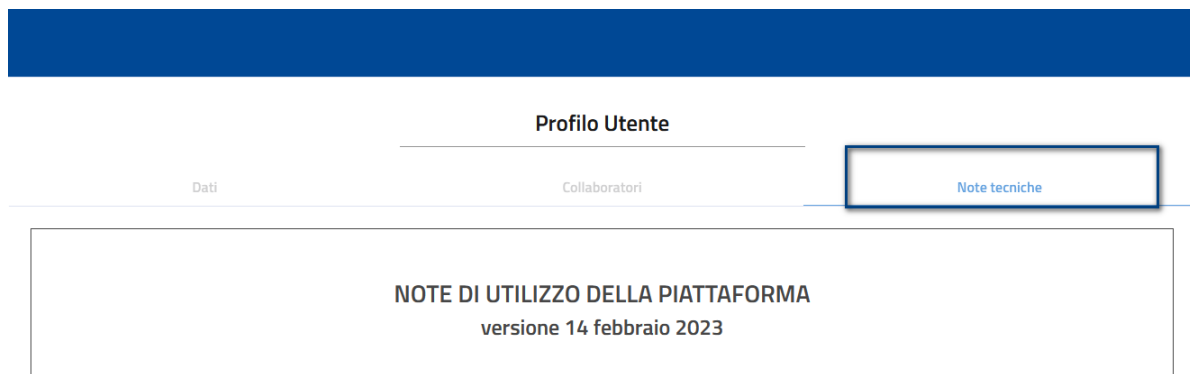 Profilo Utente
Dati
Collaboratori
Note tecniche
NOTE DI UTILIZZO DELLA PIATTAFORMA
versione 14 febbraio 2023